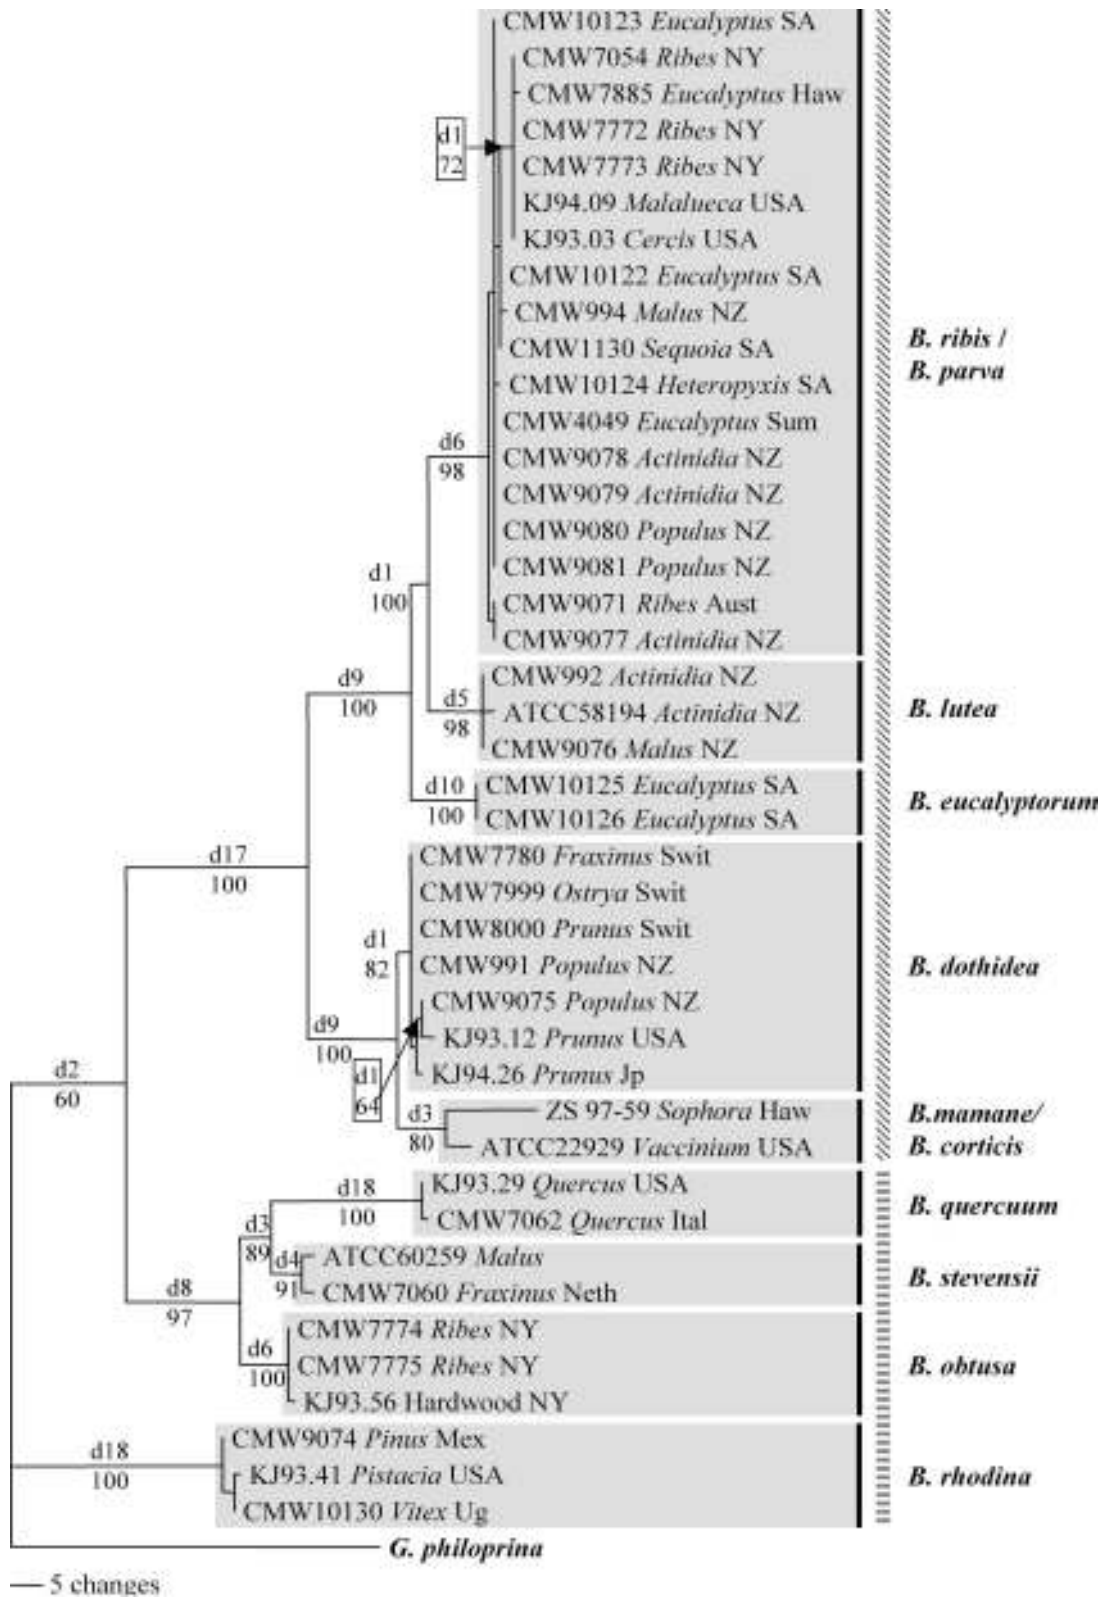 CMW10123 Eucalyptus SA
CMW7054 Ribes NY
CMW7885 Eucalyptus Haw
d1
72
CMW7772 Ribes NY
CMW7773 Ribes NY
KJ94.09 Malalueca USA
KJ93.03 Cercis USA
CMW10122 Eucalyptus SA
CMW994 Malus NZ
CMW1130 Sequoia SA
B. ribis /
B. parva
CMW10124 Heteropyxis SA
CMW4049 Eucalyptus Sum
d6
98
CMW9078 Actinidia NZ
CMW9079 Actinidia NZ
CMW9080 Populus NZ
CMW9081 Populus NZ
d1
100
CMW9071 Ribes Aust
CMW9077 Actinidia NZ
CMW992 Actinidia NZ
d9
100
d5
98
ATCC58194 Actinidia NZ
B. lutea
CMW9076 Malus NZ
d10
100
CMW10125 Eucalyptus SA
CMW10126 Eucalyptus SA
B. eucalyptorum
d17
100
CMW7780 Fraxinus Swit
CMW7999 Ostrya Swit
CMW8000 Prunus Swit
d1
82
CMW991 Populus NZ
B. dothidea
CMW9075 Populus NZ
d9
100
KJ93.12 Prunus USA
d1
64
KJ94.26 Prunus Jp
d2
60
d3
80
ZS 97-59 Sophora Haw
ATCC22929 Vaccinium USA
B.mamane/
B. corticis
d18
100
KJ93.29 Quercus USA
CMW7062 Quercus Ital
B. quercuum
d3
89
d4
91
ATCC60259 Malus
CMW7060 Fraxinus Neth
B. stevensii
d8
97
CMW7774 Ribes NY
d6
100
CMW7775 Ribes NY
B. obtusa
KJ93.56 Hardwood NY
CMW9074 Pinus Mex
d18
100
KJ93.41 Pistacia USA
B. rhodina
CMW10130 Vitex Ug
G. philoprina
5 changes